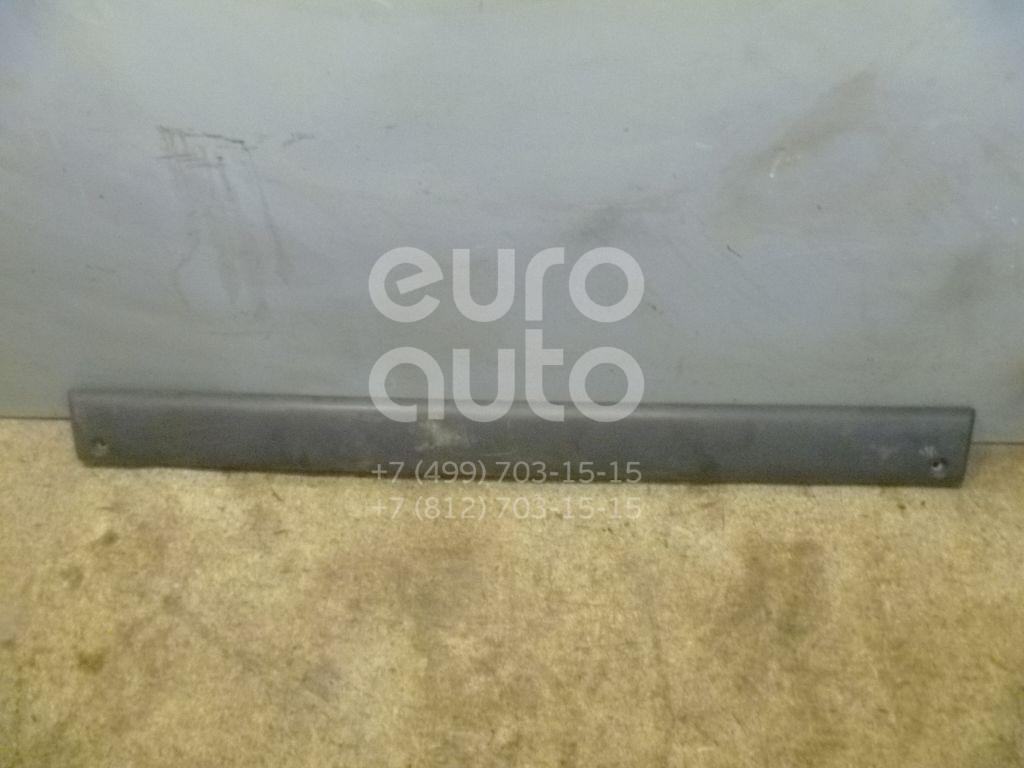 euro
auto
+7 (499) 703-15-15
+7 (812) 703-15-15